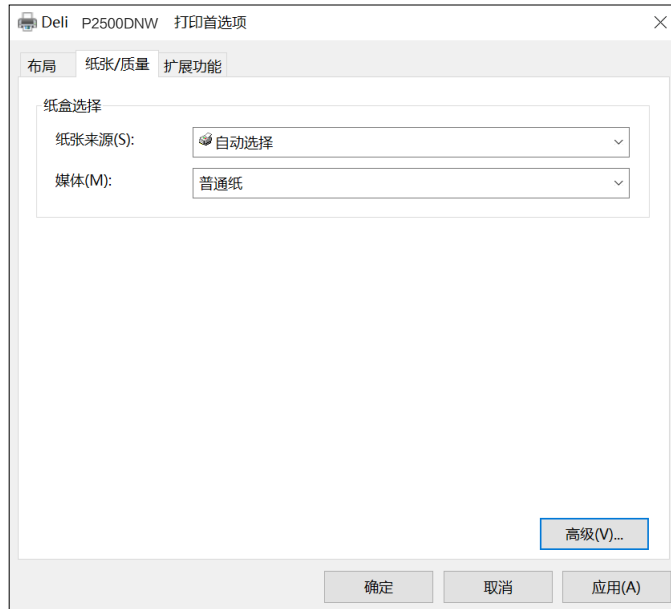 Deli P2500DNW 打印首选项
布局 纸张/质量 扩展功能
纸盒选择
纸张来源(S): 自动选择
媒体(M): 普通纸
高级(V)...
确定 取消 应用(A)